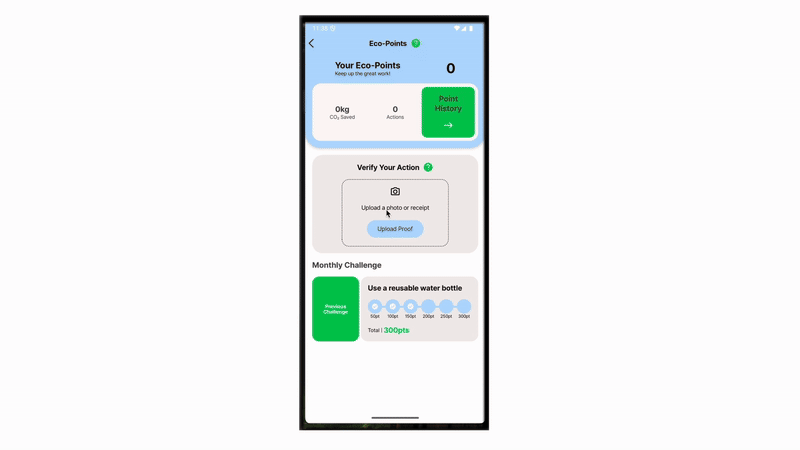 11:36
Eco-Points ?
Your Eco-Points
Keep up the great work!
0
0kg
CO₂ Saved
0
Actions
Point
History
Verify Your Action ?
Upload a photo or receipt
Upload Proof
Monthly Challenge
Previous
Challenge
Use a reusable water bottle
50pt 100pt 150pt 200pt 250pt 300pt
Total | 300pts